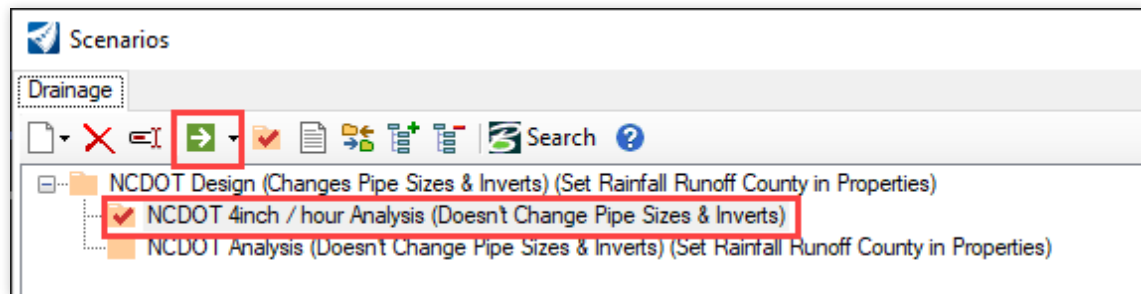 Scenarios
Drainage
Search
NCDOT Design (Changes Pipe Sizes & Inverts) (Set Rainfall Runoff County in Properties)
NCDOT 4inch / hour Analysis (Doesn't Change Pipe Sizes & Inverts)
NCDOT Analysis (Doesn't Change Pipe Sizes & Inverts) (Set Rainfall Runoff County in Properties)